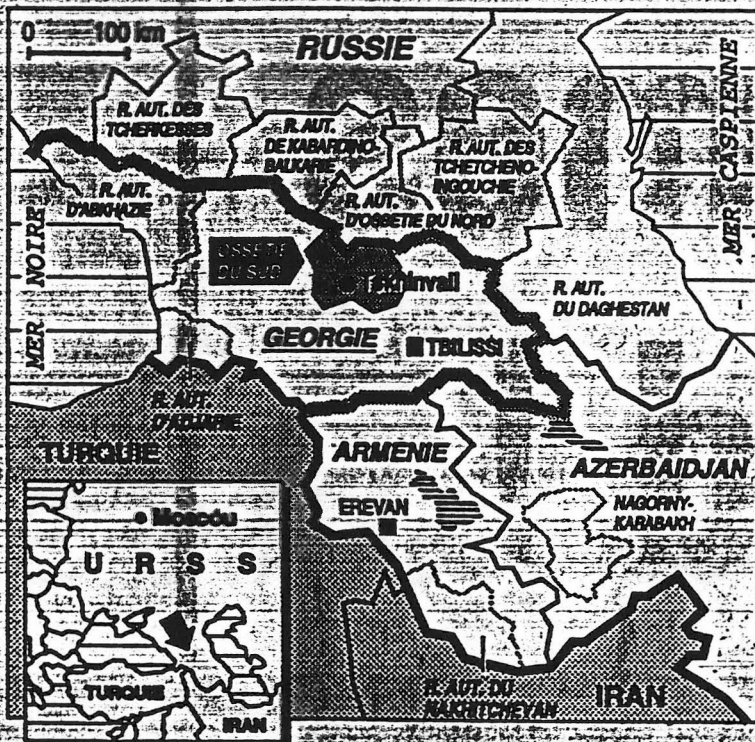 0 100 km
RUSSIE
R. AUT. DES
TCHERKESSES
R. AUT.
DE KABARDINO-
BALKARIE
R. AUT. DES
TCHETCHENO-
INGOUCHIE
MER CASPIENNE
R. AUT.
D'ABKHAZIE
R. AUT.
D'OSSETIE DU NORD
MER NOIRE
OSSETIE
DU SUD
Tskhinvali
R. AUT.
DU DAGHESTAN
GEORGIE
TBILISSI
R. AUT.
D'ADJARIE
TURQUIE
ARMENIE
AZERBAIDJAN
EREVAN
NAGORNY-
KARABAKH
Moscou
URSS
TURQUIE
IRAN
R. AUT. DU
NAKHITCHEVAN
IRAN